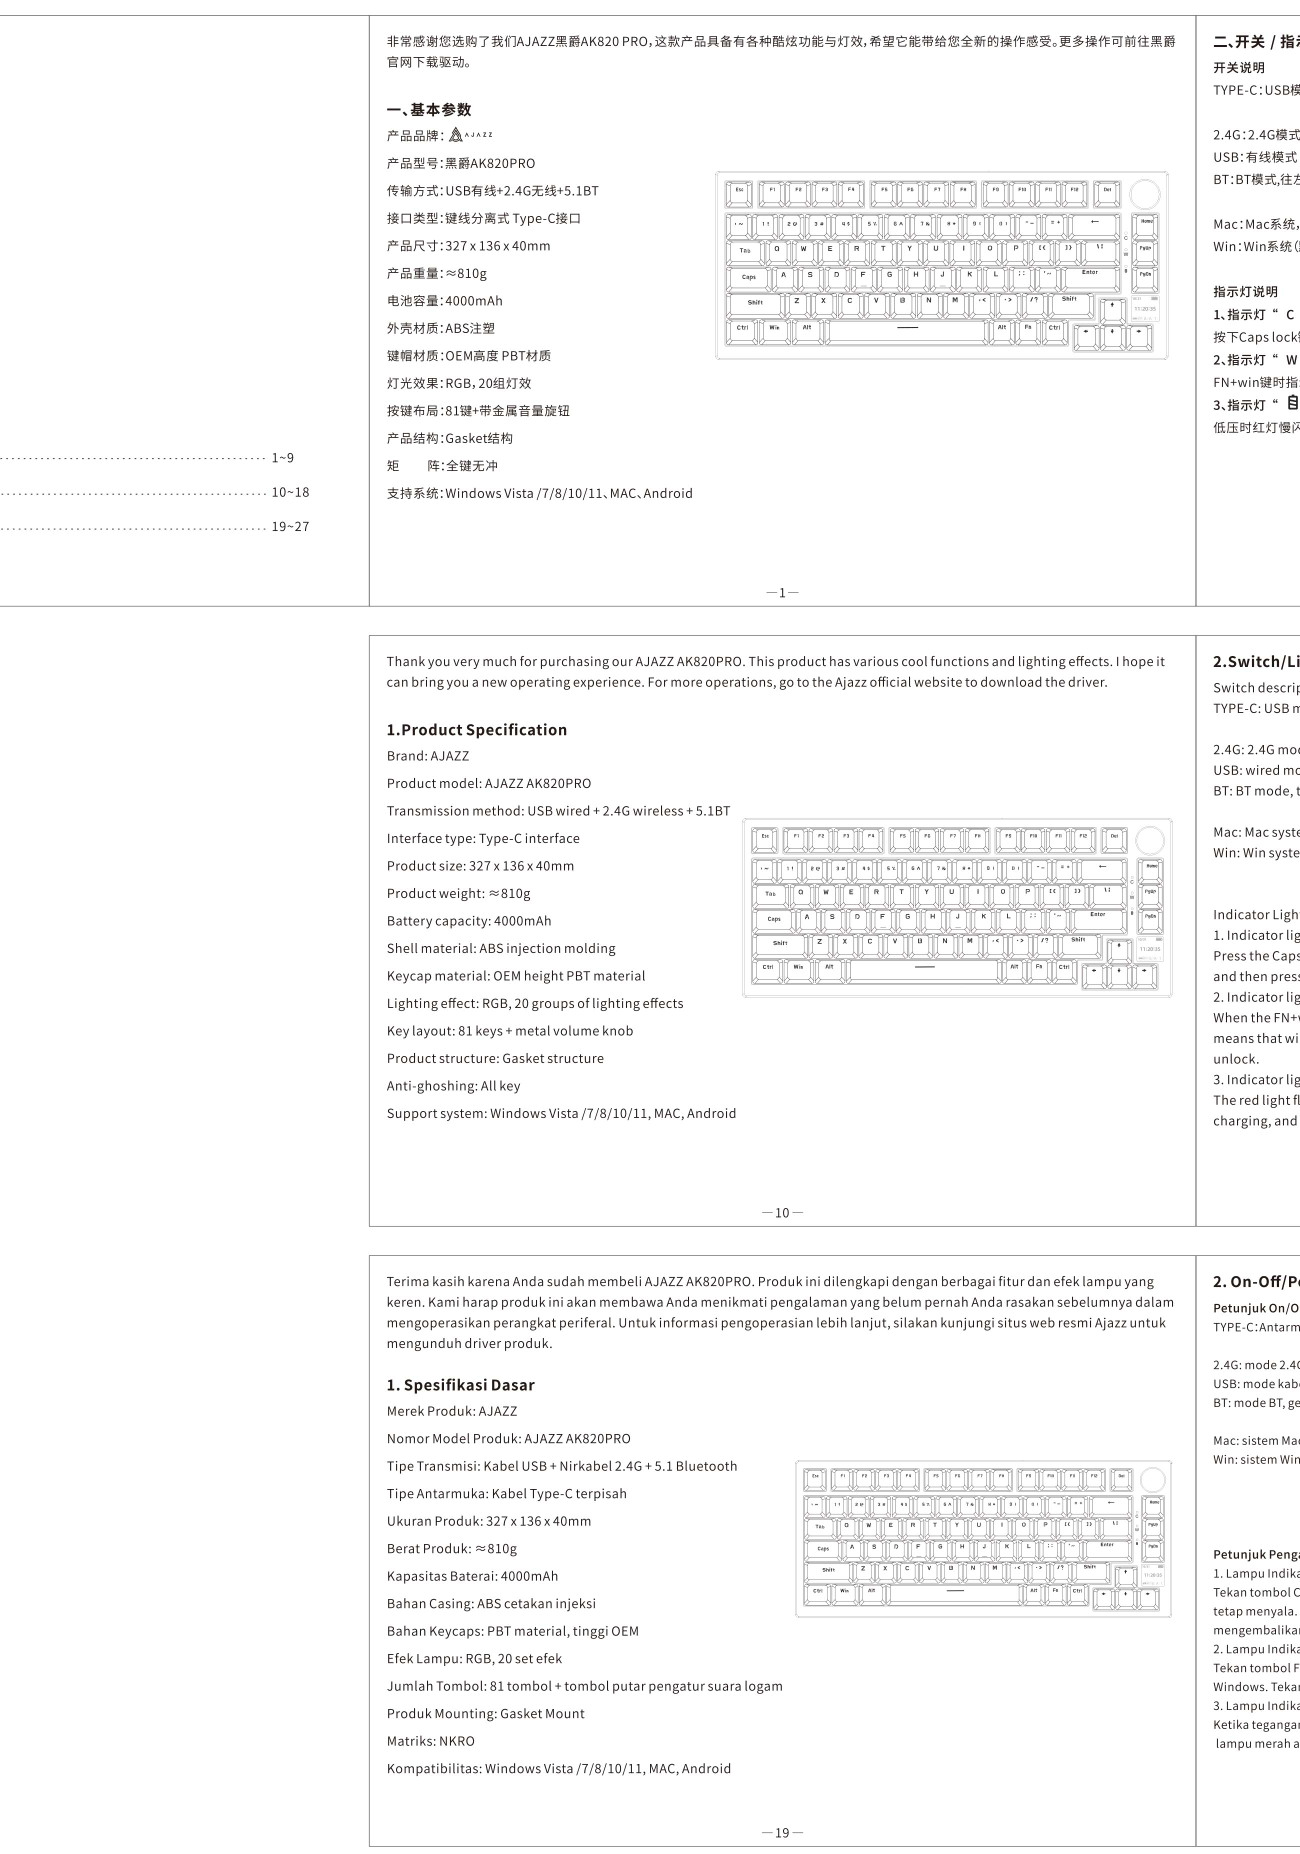 1~9
10~18
19~27
非常感谢您选购了我们AJAZZ黑爵AK820 PRO，这款产品具备有各种酷炫功能与灯效，希望它能带给您全新的操作感受。更多操作可前往黑爵
官网下载驱动。
一、基本参数
产品品牌： AJAZZ
产品型号：黑爵AK820PRO
传输方式：USB有线+2.4G无线+5.1BT
接口类型：键线分离式 Type-C接口
产品尺寸：327 x 136 x 40mm
产品重量：≈810g
电池容量：4000mAh
外壳材质：ABS注塑
键帽材质：OEM高度 PBT材质
灯光效果：RGB，20组灯效
按键布局：81键+带金属音量旋钮
产品结构：Gasket结构
矩　　阵：全键无冲
支持系统：Windows Vista /7/8/10/11、MAC、Android
—1—
二、开关 / 指
开关说明
TYPE-C：USB模
2.4G：2.4G模式
USB：有线模式
BT：BT模式,往左
Mac：Mac系统，
Win：Win系统（
指示灯说明
1、指示灯“ C
按下Caps lock
2、指示灯“ W
FN+win键时指
3、指示灯“
低压时红灯慢闪
Thank you very much for purchasing our AJAZZ AK820PRO. This product has various cool functions and lighting effects. I hope it
can bring you a new operating experience. For more operations, go to the Ajazz official website to download the driver.
1.Product Specification
Brand: AJAZZ
Product model: AJAZZ AK820PRO
Transmission method: USB wired + 2.4G wireless + 5.1BT
Interface type: Type-C interface
Product size: 327 x 136 x 40mm
Product weight: ≈810g
Battery capacity: 4000mAh
Shell material: ABS injection molding
Keycap material: OEM height PBT material
Lighting effect: RGB, 20 groups of lighting effects
Key layout: 81 keys + metal volume knob
Product structure: Gasket structure
Anti-ghoshing: All key
Support system: Windows Vista /7/8/10/11, MAC, Android
—10—
2.Switch/Li
Switch descrip
TYPE-C: USB m
2.4G: 2.4G mod
USB: wired mo
BT: BT mode, t
Mac: Mac syste
Win: Win syste
Indicator Ligh
1. Indicator lig
Press the Caps
and then press
2. Indicator lig
When the FN+w
means that wi
unlock.
3. Indicator lig
The red light fl
charging, and
Terima kasih karena Anda sudah membeli AJAZZ AK820PRO. Produk ini dilengkapi dengan berbagai fitur dan efek lampu yang
keren. Kami harap produk ini akan membawa Anda menikmati pengalaman yang belum pernah Anda rasakan sebelumnya dalam
mengoperasikan perangkat periferal. Untuk informasi pengoperasian lebih lanjut, silakan kunjungi situs web resmi Ajazz untuk
mengunduh driver produk.
1. Spesifikasi Dasar
Merek Produk: AJAZZ
Nomor Model Produk: AJAZZ AK820PRO
Tipe Transmisi: Kabel USB + Nirkabel 2.4G + 5.1 Bluetooth
Tipe Antarmuka: Kabel Type-C terpisah
Ukuran Produk: 327 x 136 x 40mm
Berat Produk: ≈810g
Kapasitas Baterai: 4000mAh
Bahan Casing: ABS cetakan injeksi
Bahan Keycaps: PBT material, tinggi OEM
Efek Lampu: RGB, 20 set efek
Jumlah Tombol: 81 tombol + tombol putar pengatur suara logam
Produk Mounting: Gasket Mount
Matriks: NKRO
Kompatibilitas: Windows Vista /7/8/10/11, MAC, Android
—19—
2. On-Off/Pe
Petunjuk On/O
TYPE-C：Antarm
2.4G: mode 2.4G
USB: mode kabe
BT: mode BT, ge
Mac: sistem Mac
Win: sistem Win
Petunjuk Penga
1. Lampu Indika
Tekan tombol C
tetap menyala.
mengembalikan
2. Lampu Indika
Tekan tombol F
Windows. Tekan
3. Lampu Indika
Ketika tegangan
lampu merah a